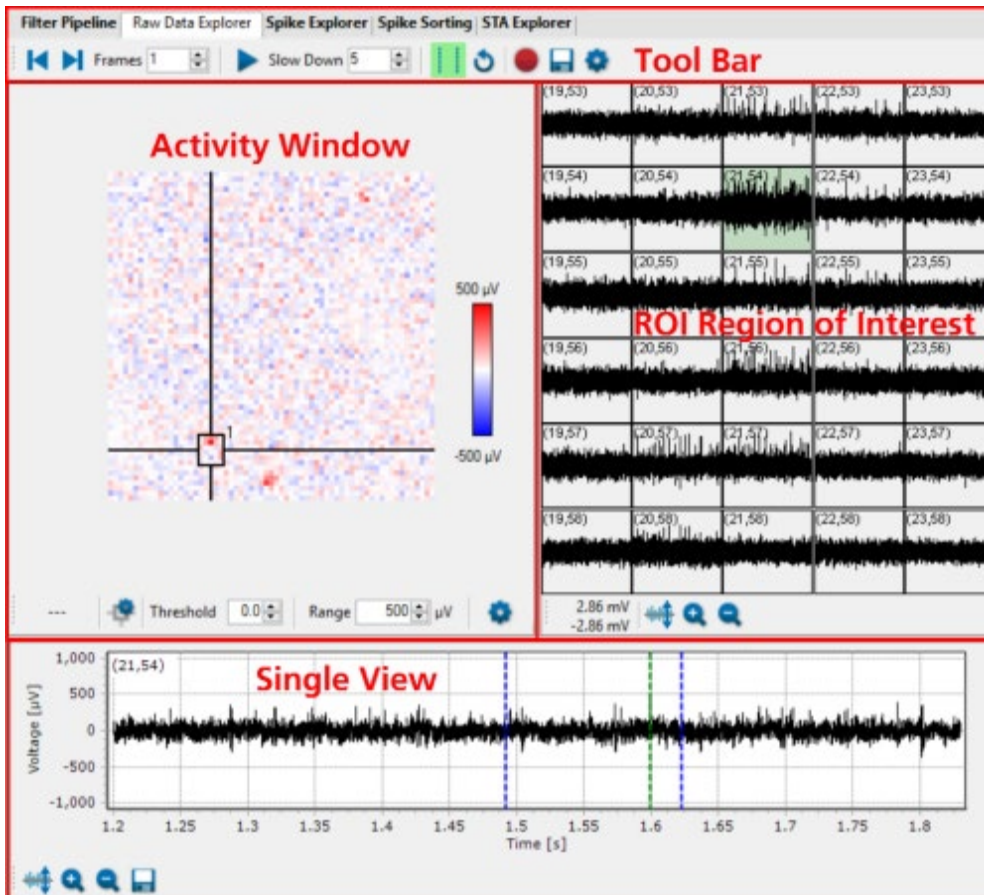 Filter Pipeline Raw Data Explorer Spike Explorer Spike Sorting STA Explorer
Frames 1 Slow Down 5 Tool Bar
Activity Window
1
500 µV
-500 µV
--- Threshold 0.0 Range 500 µV
(19,53) (20,53) (21,53) (22,53) (23,53)
(19,54) (20,54) (21,54) (22,54) (23,54)
(19,55) (20,55) (21,55) (22,55) (23,55)
ROI Region of Interest
(19,56) (20,56) (21,56) (22,56) (23,56)
(19,57) (20,57) (21,57) (22,57) (23,57)
(19,58) (20,58) (21,58) (22,58) (23,58)
2.86 mV
-2.86 mV
Single View
(21,54)
1,000
500
0
-500
-1,000
Voltage [µV]
1.2 1.25 1.3 1.35 1.4 1.45 1.5 1.55 1.6 1.65 1.7 1.75 1.8
Time [s]